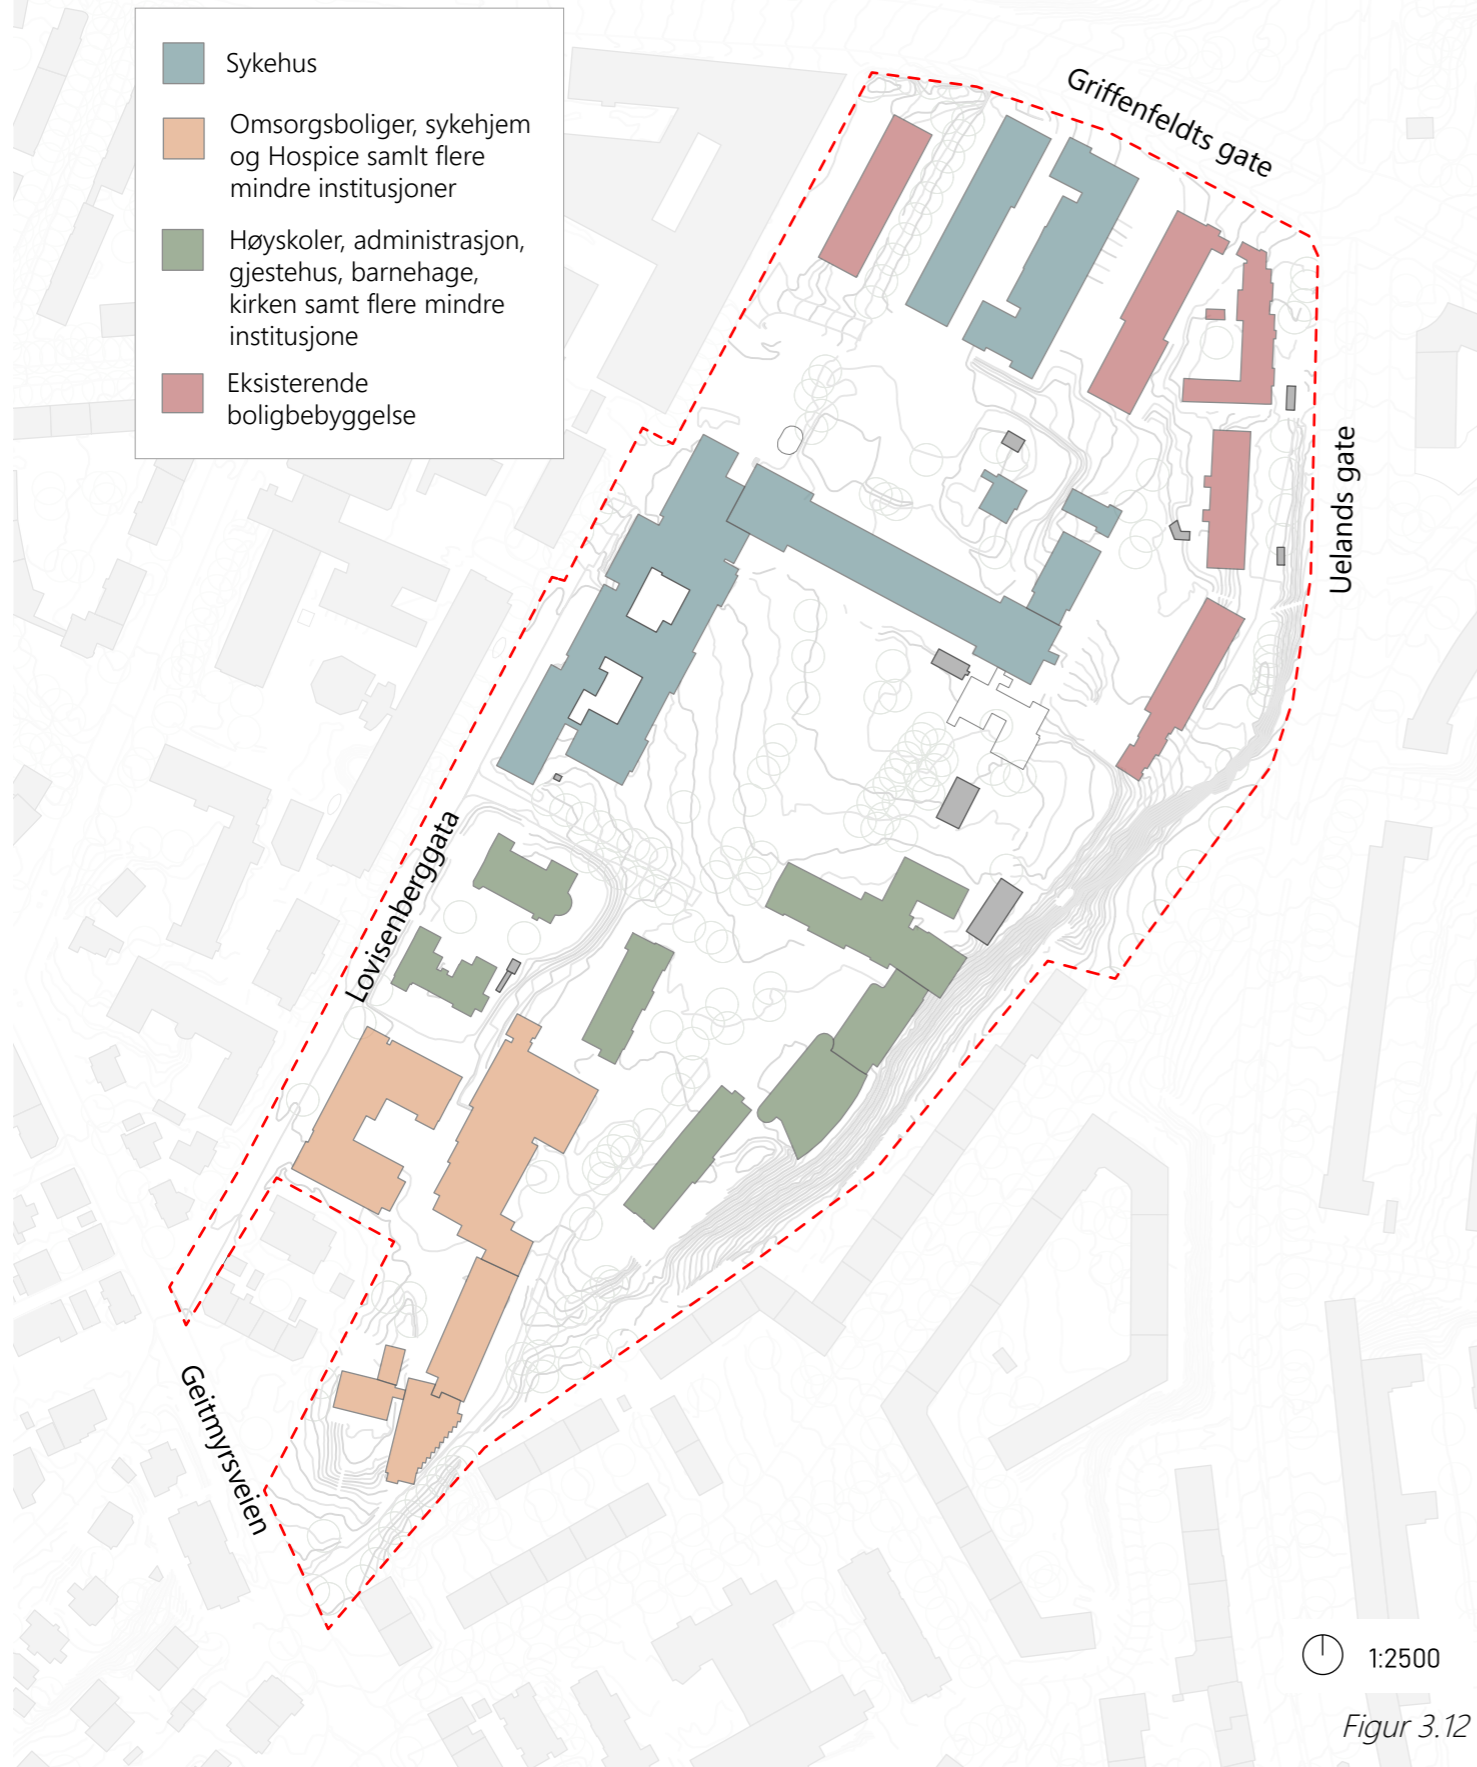 Sykehus
Omsorgsboliger, sykehjem
og Hospice samlt flere
mindre institusjoner
Høyskoler, administrasjon,
gjestehus, barnehage,
kirken samt flere mindre
institusjone
Eksisterende
boligbebyggelse
Griffenfeldts gate
Uelands gate
Lovisenberggata
Geitmyrsveien
1:2500
Figur 3.12